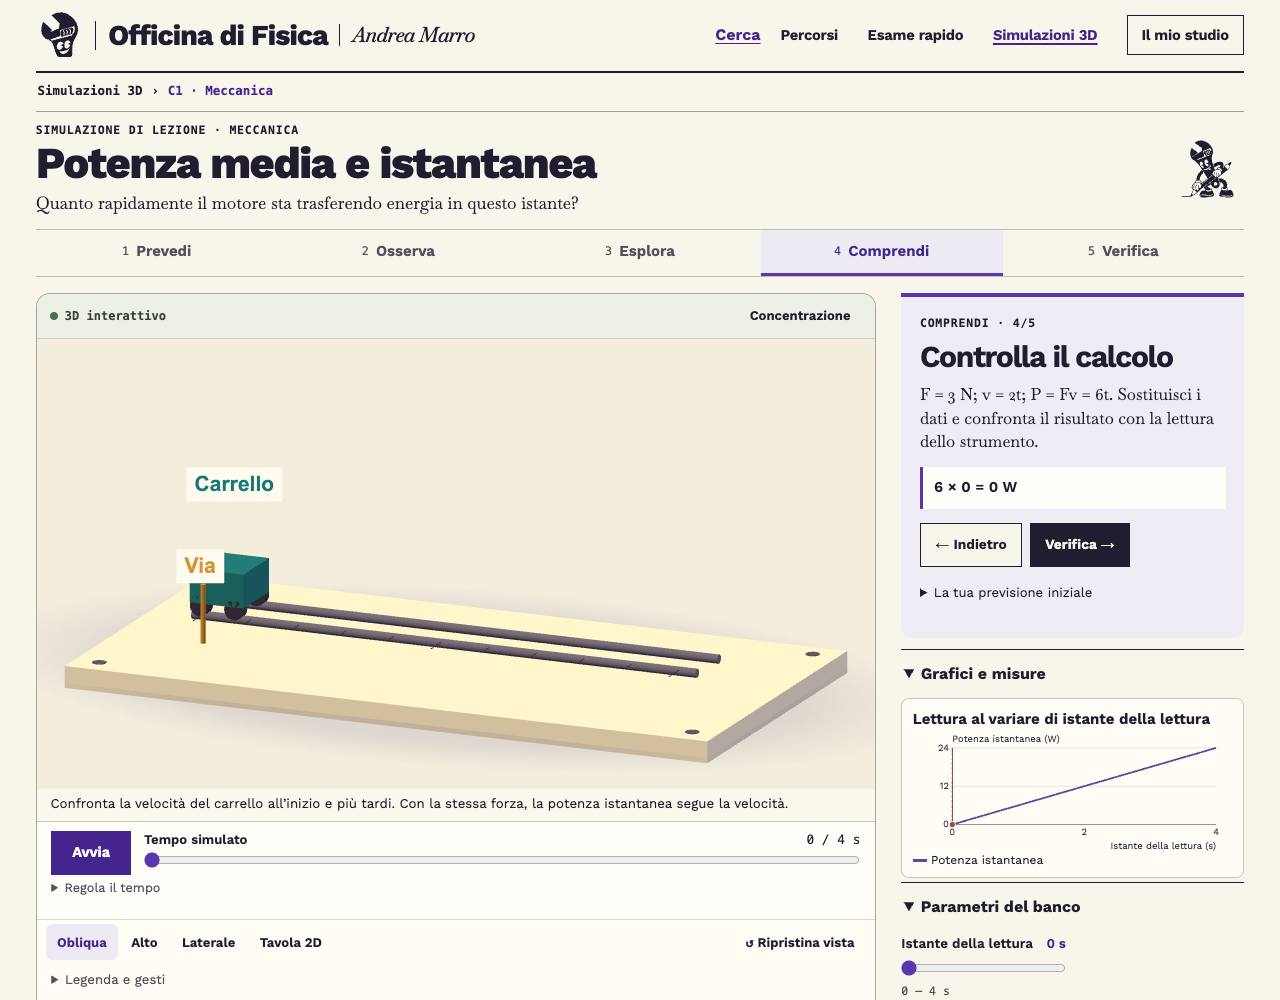 Officina di Fisica
Andrea Marro
Cerca
Percorsi
Esame rapido
Simulazioni 3D
Il mio studio
Simulazioni 3D › C1 · Meccanica
SIMULAZIONE DI LEZIONE · MECCANICA
Potenza media e istantanea
Quanto rapidamente il motore sta trasferendo energia in questo istante?
1 Prevedi
2 Osserva
3 Esplora
4 Comprendi
5 Verifica
3D interattivo
Concentrazione
Carrello
Via
Confronta la velocità del carrello all’inizio e più tardi. Con la stessa forza, la potenza istantanea segue la velocità.
Avvia
Tempo simulato
0 / 4 s
▶ Regola il tempo
Obliqua
Alto
Laterale
Tavola 2D
↺ Ripristina vista
▶ Legenda e gesti
COMPRENDI · 4/5
Controlla il calcolo
F = 3 N; v = 2t; P = Fv = 6t. Sostituisci i
dati e confronta il risultato con la lettura
dello strumento.
6 × 0 = 0 W
← Indietro
Verifica →
▶ La tua previsione iniziale
▼ Grafici e misure
Lettura al variare di istante della lettura
Potenza istantanea (W)
24
12
0
0
2
4
Istante della lettura (s)
Potenza istantanea
▼ Parametri del banco
Istante della lettura 0 s
0 — 4 s